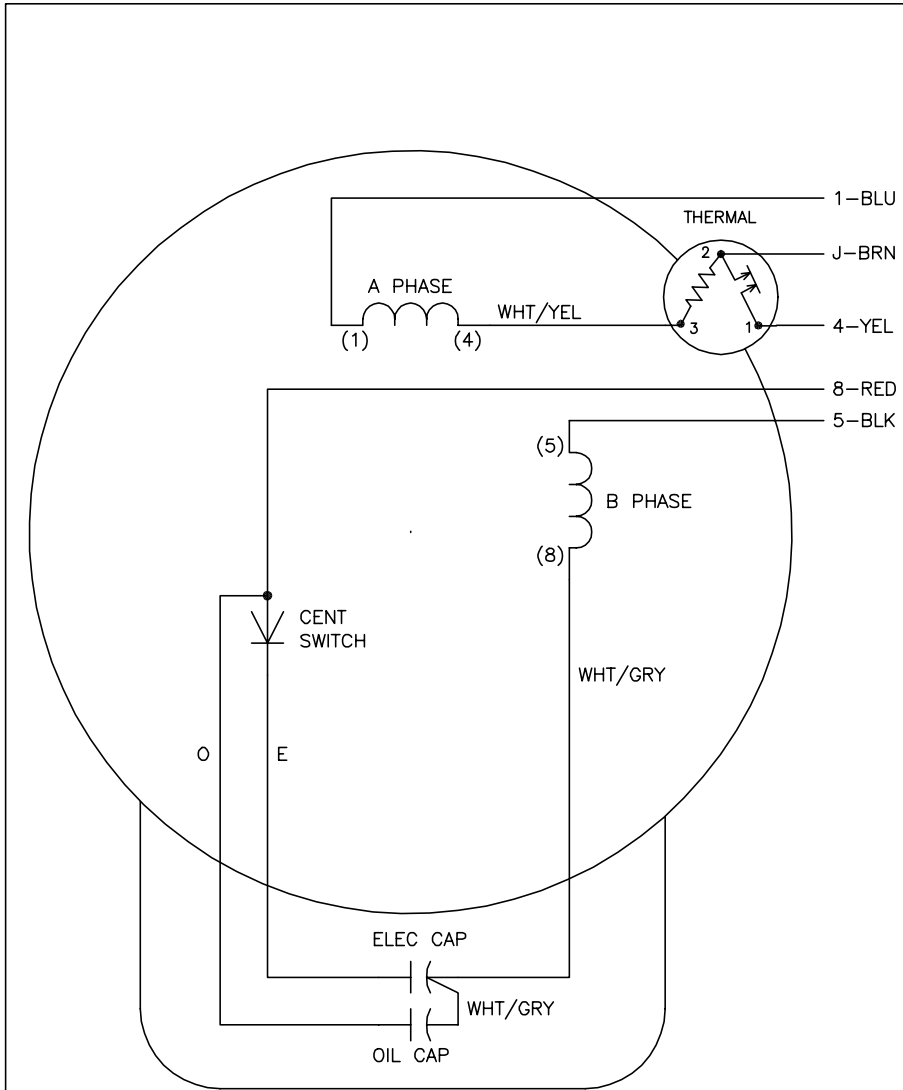 1-BLU
THERMAL
J-BRN
2
A PHASE
WHT/YEL
3
1
4-YEL
(1)
(4)
8-RED
5-BLK
(5)
B PHASE
(8)
CENT
SWITCH
WHT/GRY
O
E
ELEC CAP
WHT/GRY
OIL CAP